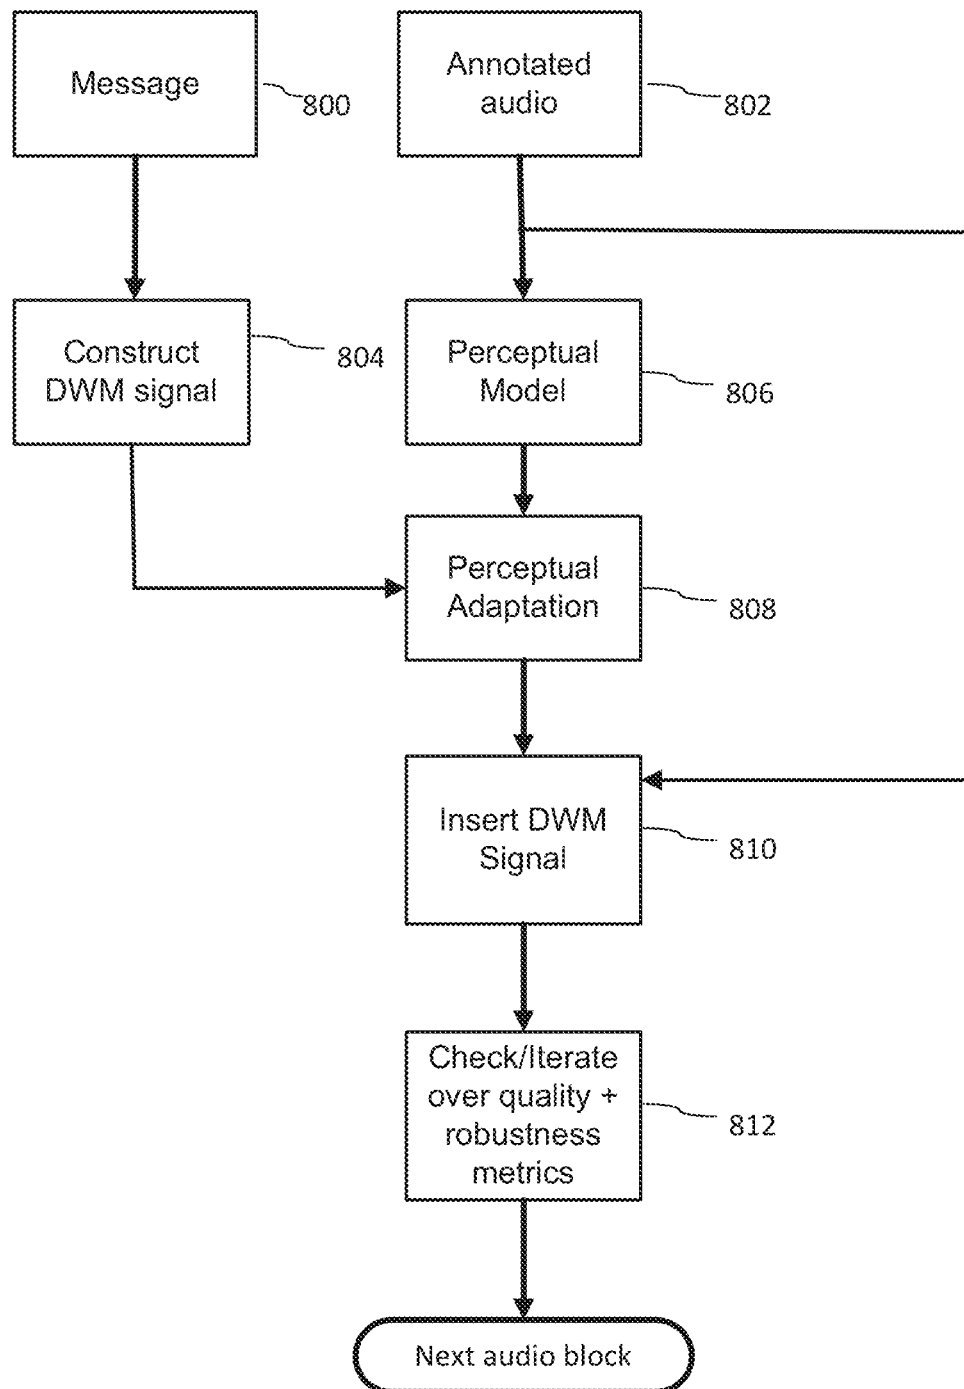 Message
800
Annotated
audio
802
Construct
DWM signal
804
Perceptual
Model
806
Perceptual
Adaptation
808
Insert DWM
Signal
810
Check/Iterate
over quality +
robustness
metrics
812
Next audio block